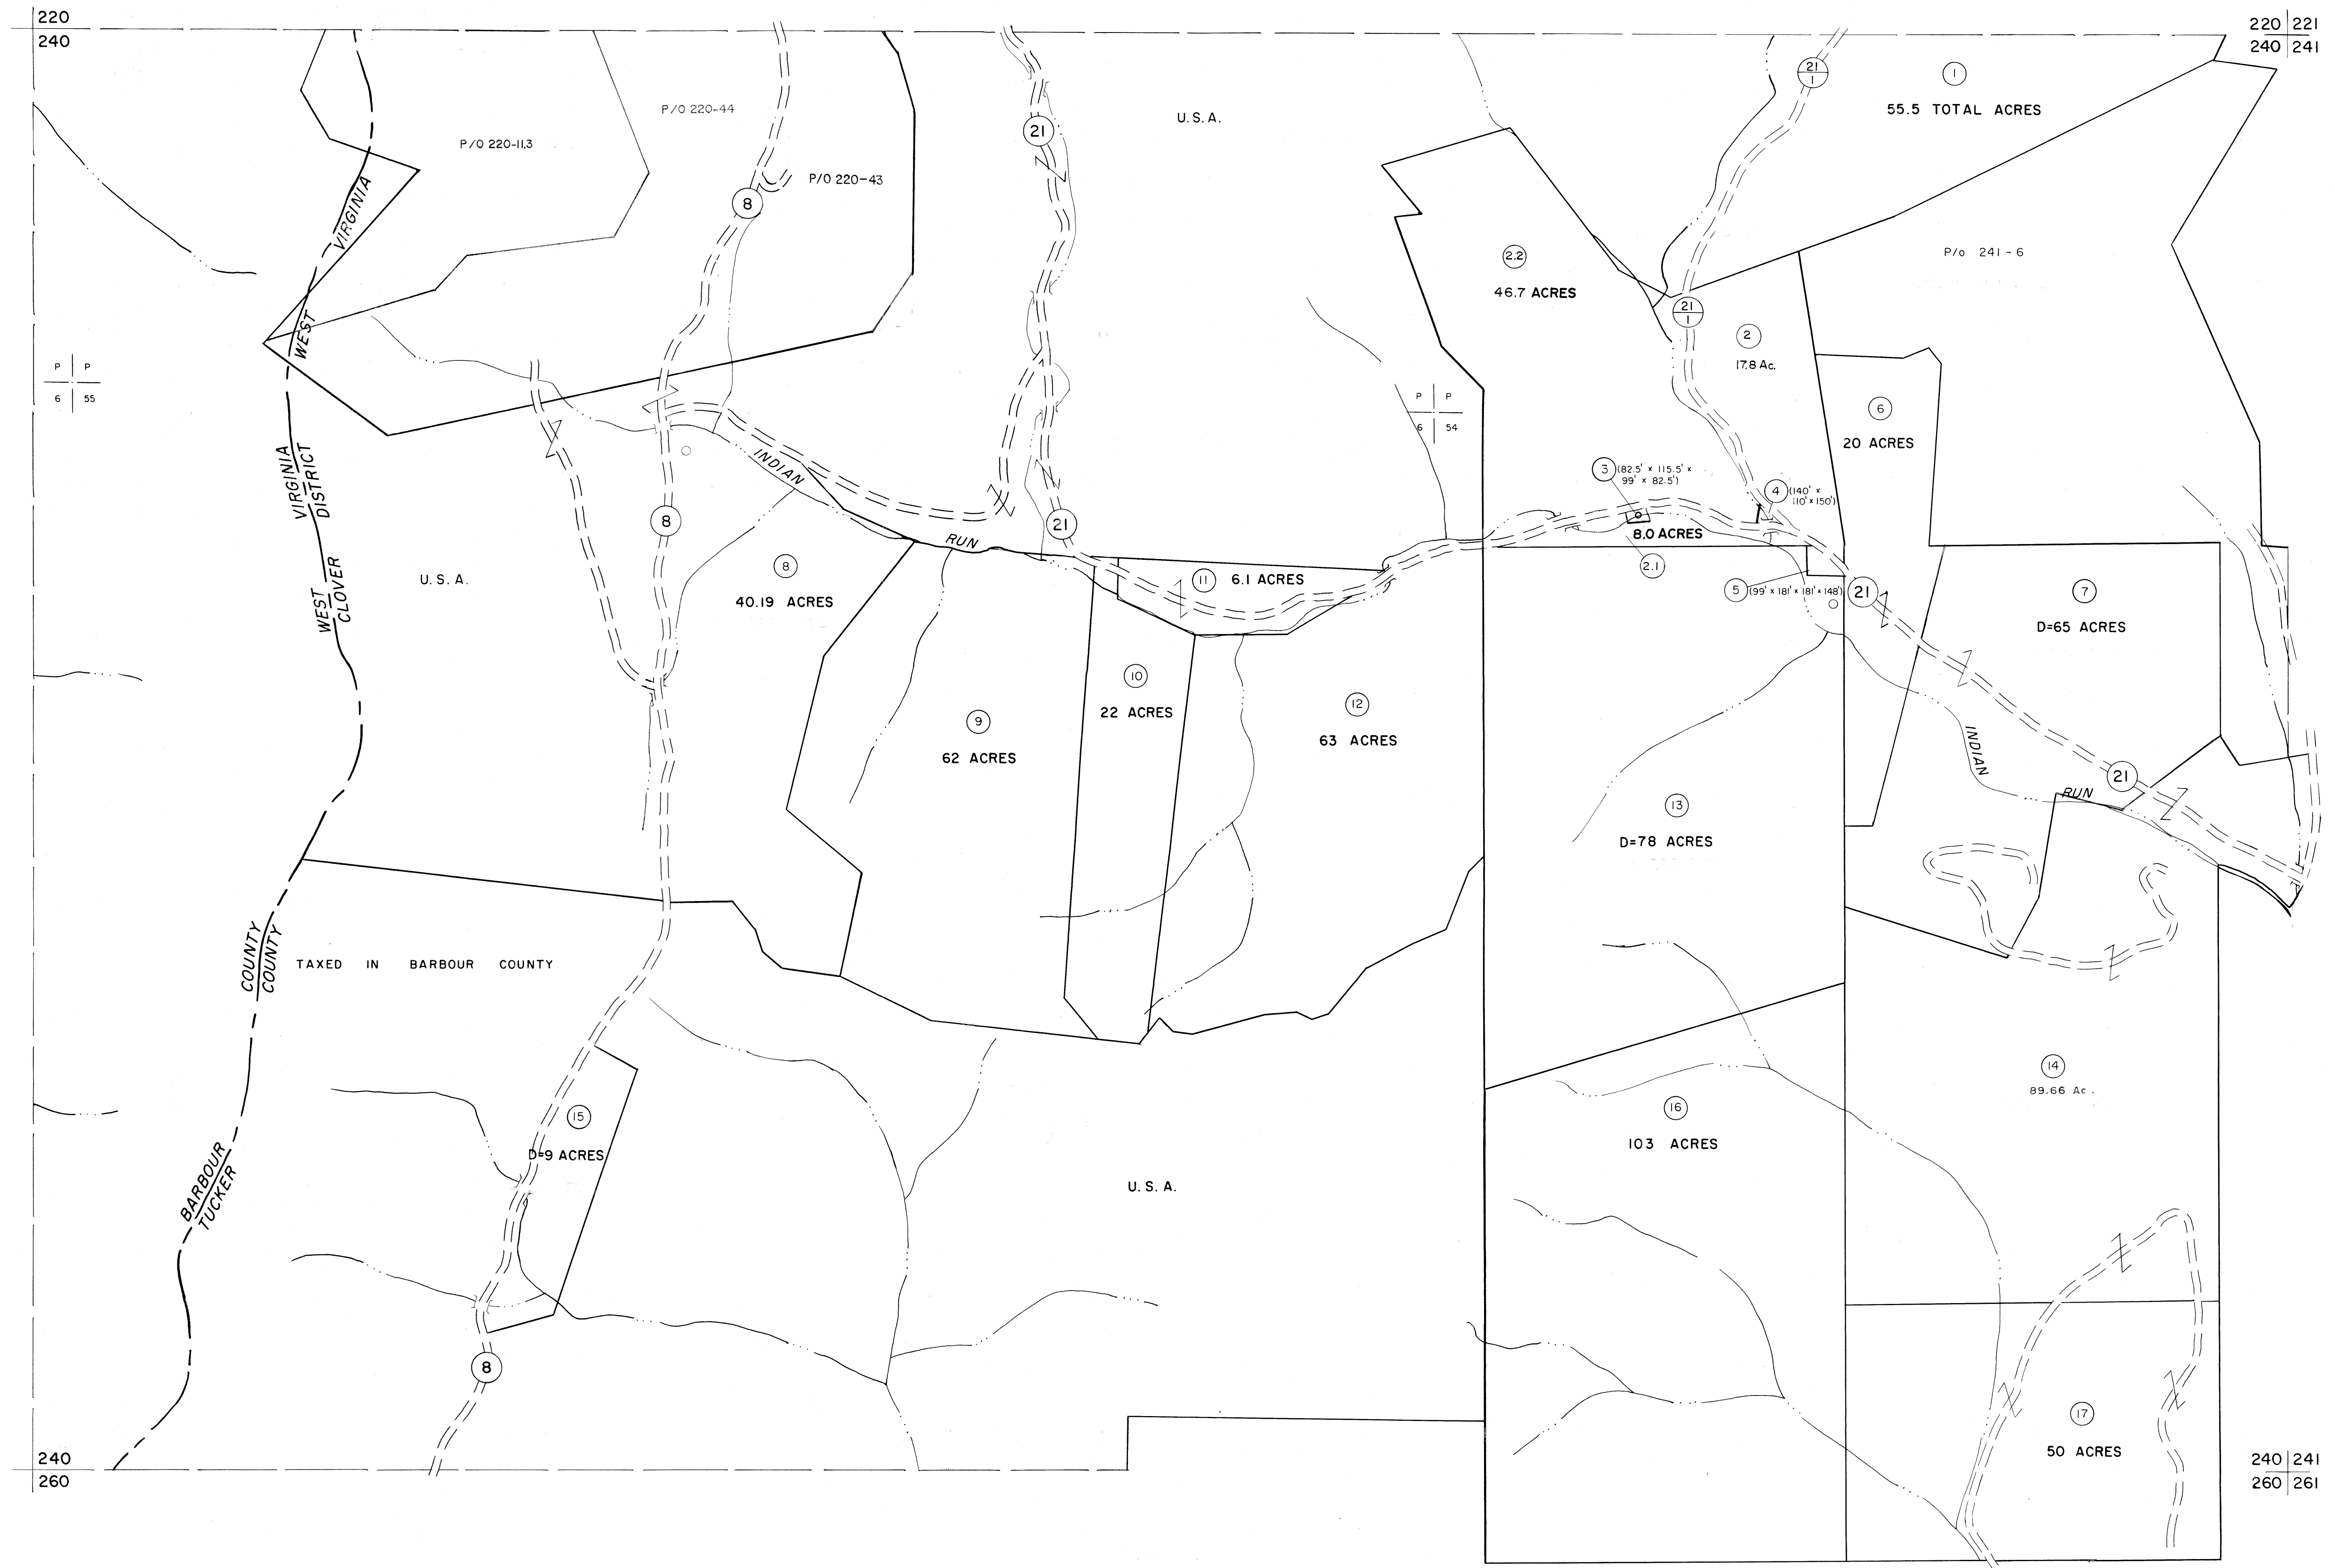 220
240
220 221
240 241
21
1
1
55.5 TOTAL ACRES
P/O 220-44
U.S.A.
21
P/O 220-11.3
P/O 220-43
8
WEST VIRGINIA
2.2
46.7 ACRES
P/o 241-6
21
1
2
17.8 Ac.
P P
6 55
P P
6 54
6
20 ACRES
VIRGINIA
DISTRICT
WEST
CLOVER
INDIAN
RUN
8
21
3 (82.5' x 115.5' x
99' x 82.5')
4 (140' x
110' x 150')
8.0 ACRES
2.1
5 (99' x 181' x 181' x 148')
21
U.S.A.
8
40.19 ACRES
11 6.1 ACRES
7
D=65 ACRES
10
22 ACRES
9
62 ACRES
12
63 ACRES
INDIAN
RUN
21
13
D=78 ACRES
COUNTY
COUNTY
TAXED IN BARBOUR COUNTY
14
89.66 Ac.
15
D=9 ACRES
16
103 ACRES
BARBOUR
TUCKER
U.S.A.
8
17
50 ACRES
240
260
240 241
260 261